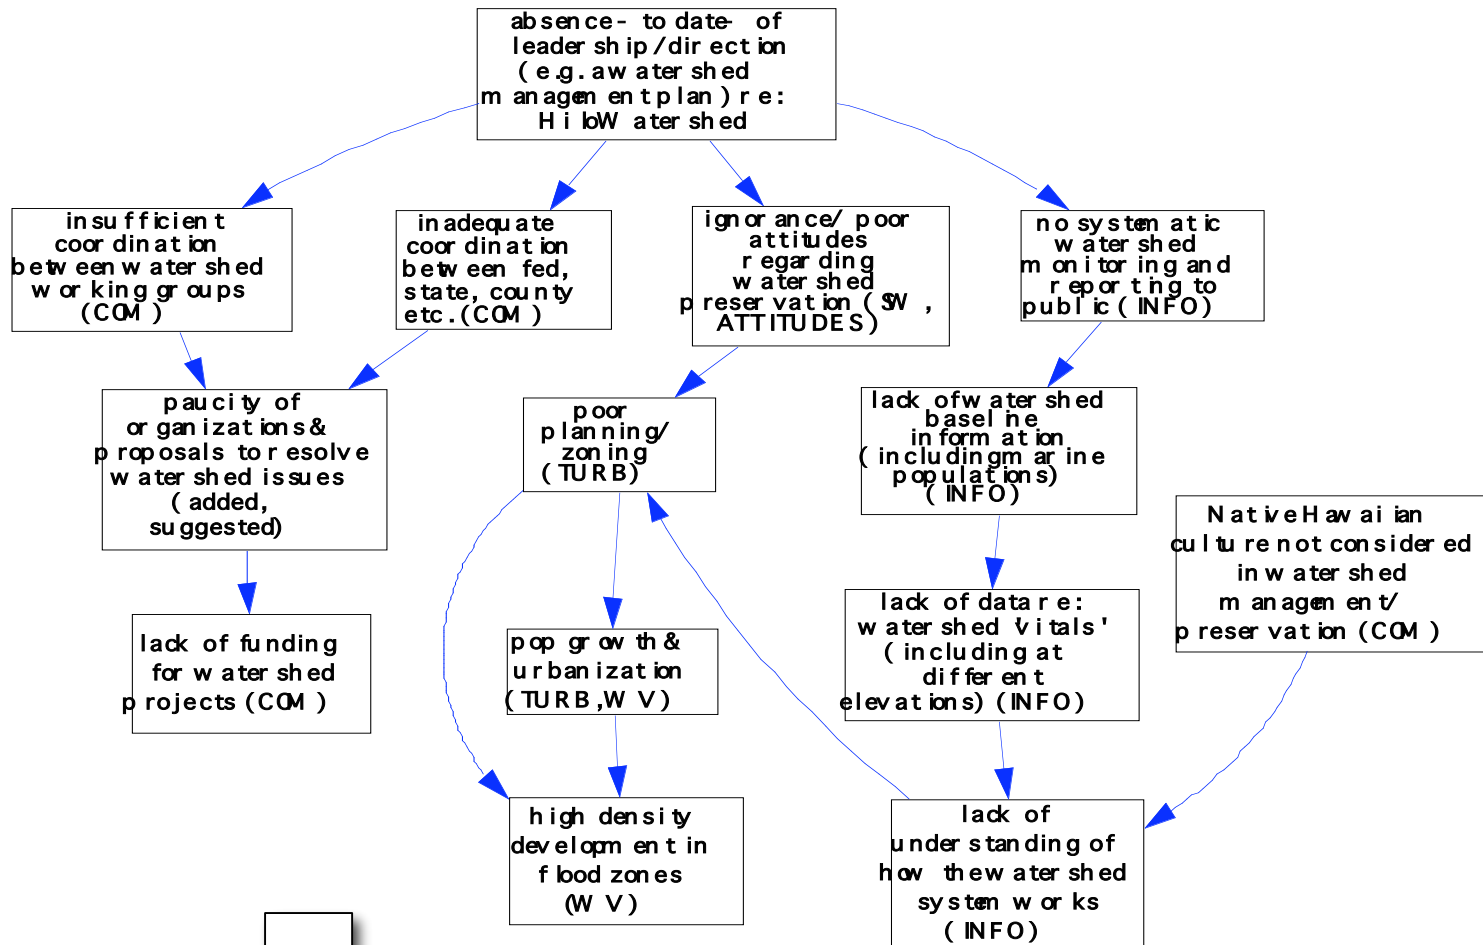 absence- to date- of
leadership/direction
(e.g. a watershed
management plan) re:
Hilo Watershed
insufficient
coordination
between watershed
working groups
(COM)
inadequate
coordination
between fed,
state, county
etc. (COM)
ignorance/ poor
attitudes
regarding
watershed
preservation (SW,
ATTITUDES)
no systematic
watershed
monitoring and
reporting to
public (INFO)
paucity of
organizations &
proposals to resolve
watershed issues
(added,
suggested)
poor
planning/
zoning
(TURB)
lack of watershed
baseline
information
(including marine
populations)
(INFO)
Native Hawaiian
culture not considered
in watershed
management/
preservation (COM)
lack of funding
for watershed
projects (COM)
pop growth &
urbanization
(TURB, WV)
lack of data re:
watershed 'vitals'
(including at
different
elevations) (INFO)
high density
development in
flood zones
(WV)
lack of
understanding of
how the watershed
system works
(INFO)